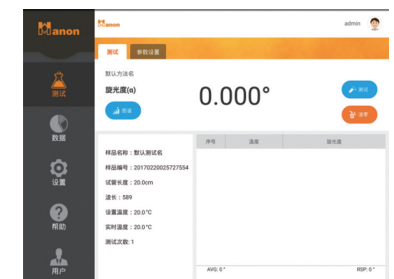 Manon
Manon
admin
测试
参数设置
默认方法名
旋光度(α)
0.000°
测试
清零
测试
数据
设置
帮助
用户
样品名称：默认测试名
样品编号：20170220025727554
试管长度：20.0cm
波长：589
设置温度：20.0°C
实时温度：20.0°C
测试次数: 1
序号
温度
旋光度
AVG: 0 °
RSP: 0 °